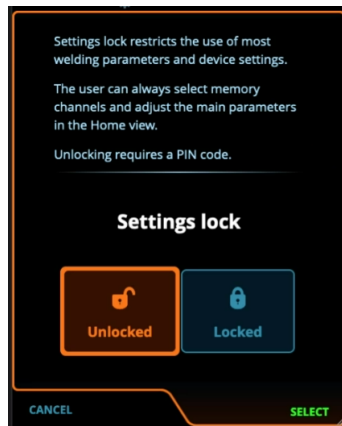 Settings lock restricts the use of most
welding parameters and device settings.
The user can always select memory
channels and adjust the main parameters
in the Home view.
Unlocking requires a PIN code.
Settings lock
Unlocked
Locked
CANCEL
SELECT